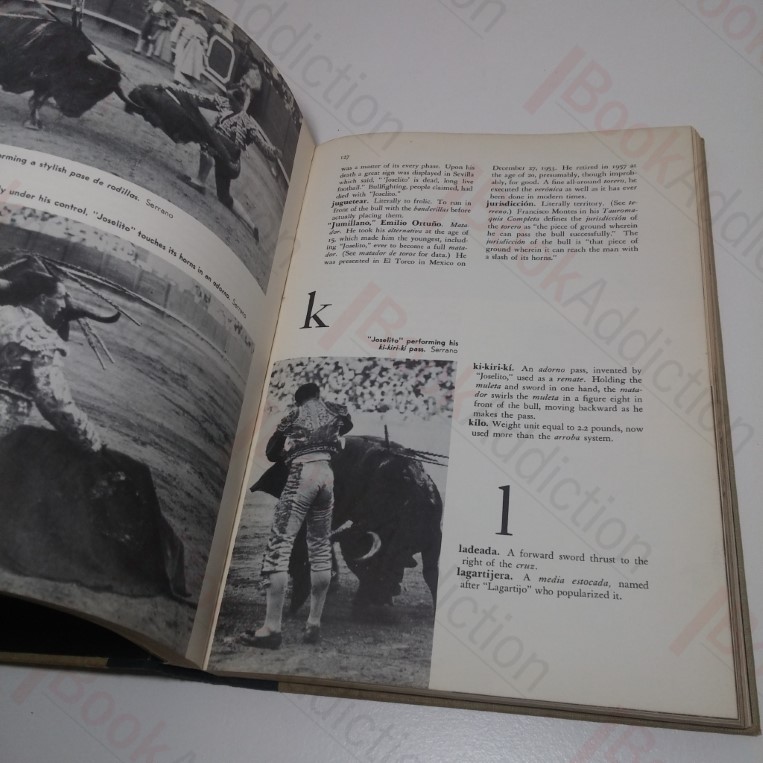 orming a stylish pase de rodillas. Serrano
ly under his control, "Joselito" touches its horns in an adorno. Serrano
127
was a master of its every phase. Upon his
death a great sign was displayed in Sevilla
which said, "'Joselito' is dead, long live
football." Bullfighting, people claimed, had
died with "Joselito."
juguetear. Literally to frolic. To run in
front of the bull with the banderillas before
actually placing them.
"Jumillano," Emilio Ortuño. Mata-
dor. He took his alternativa at the age of
19, which made him the youngest, includ-
ing "Joselito," ever to become a full mata-
dor. (See matador de toros for data.) He
was presented in El Toreo in Mexico on
December 27, 1953. He retired in 1957 at
the age of 20, presumably, though improb-
ably, for good. A fine all-around torero, he
executed the verónica as well as it has ever
been done in modern times.
jurisdicción. Literally territory. (See te-
rreno.) Francisco Montes in his Tauroma-
quia Completa defines the jurisdicción of
the torero as "the piece of ground wherein
he can pass the bull successfully." The
jurisdicción of the bull is "that piece of
ground wherein it can reach the man with
a slash of its horns."
k
"Joselito" performing his
ki-kiri-ki pass. Serrano
ki-kiri-kí. An adorno pass, invented by
"Joselito," used as a remate. Holding the
muleta and sword in one hand, the mata-
dor swirls the muleta in a figure eight in
front of the bull, moving backward as he
makes the pass.
kilo. Weight unit equal to 2.2 pounds, now
used more than the arroba system.
l
ladeada. A forward sword thrust to the
right of the cruz.
lagartijera. A media estocada, named
after "Lagartijo" who popularized it.
BookAddiction